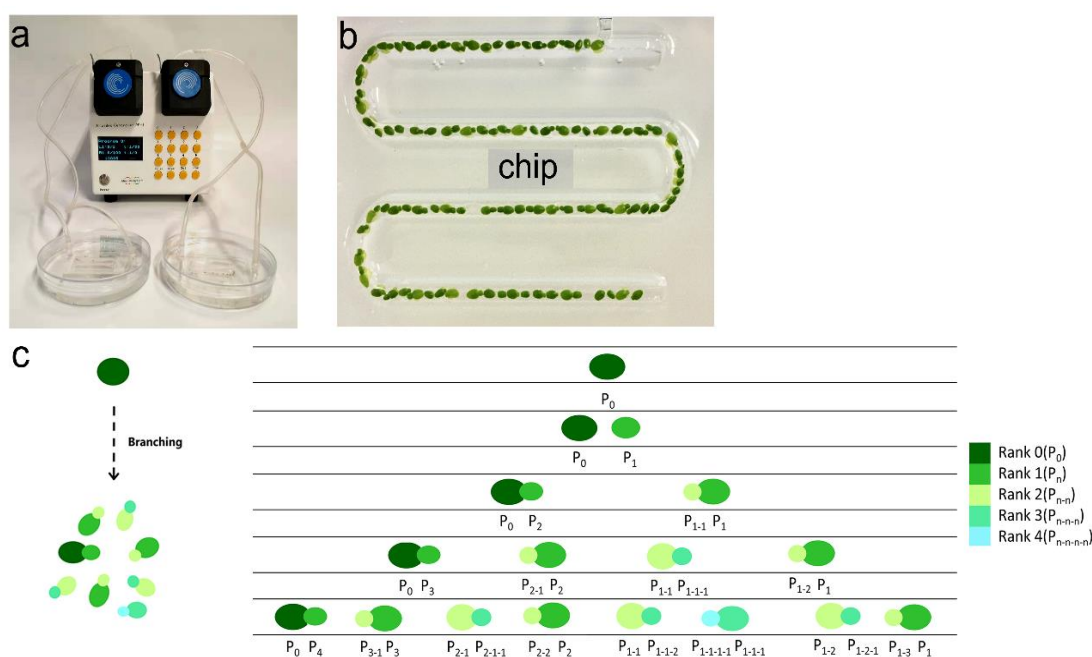 a
b
chip
c
Branching
P₀
P₀ P₁
P₀ P₂ P₁₋₁ P₁
P₀ P₃ P₂₋₁ P₂ P₁₋₁ P₁₋₁₋₁ P₁₋₂ P₁
P₀ P₄ P₃₋₁ P₃ P₂₋₁ P₂₋₁₋₁ P₂₋₂ P₂ P₁₋₁ P₁₋₁₋₂ P₁₋₁₋₁₋₁ P₁₋₁₋₁ P₁₋₂ P₁₋₂₋₁ P₁₋₃ P₁
Rank 0(P₀)
Rank 1(Pₙ)
Rank 2(Pₙ₋ₙ)
Rank 3(Pₙ₋ₙ₋ₙ)
Rank 4(Pₙ₋ₙ₋ₙ₋ₙ)